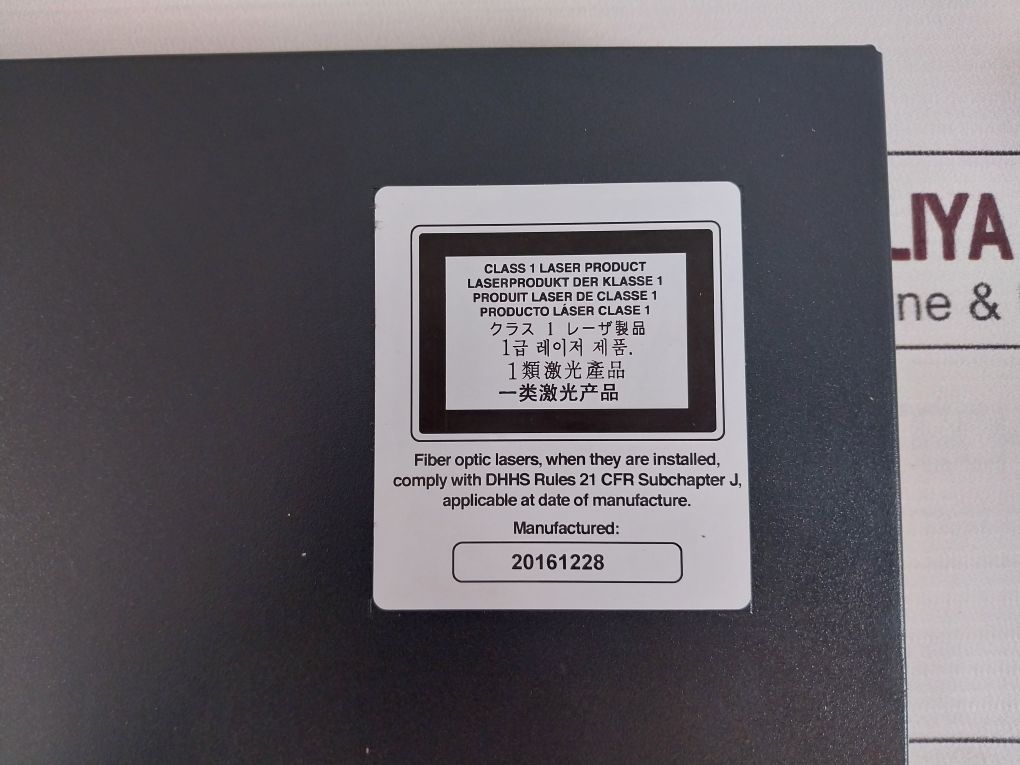 CLASS 1 LASER PRODUCT
LASERPRODUKT DER KLASSE 1
PRODUIT LASER DE CLASSE 1
PRODUCTO LÁSER CLASE 1
クラス 1 レーザ製品
1급 레이저 제품.
1類激光產品
一类激光产品
Fiber optic lasers, when they are installed,
comply with DHHS Rules 21 CFR Subchapter J,
applicable at date of manufacture.
Manufactured:
20161228
LIYA
ne &